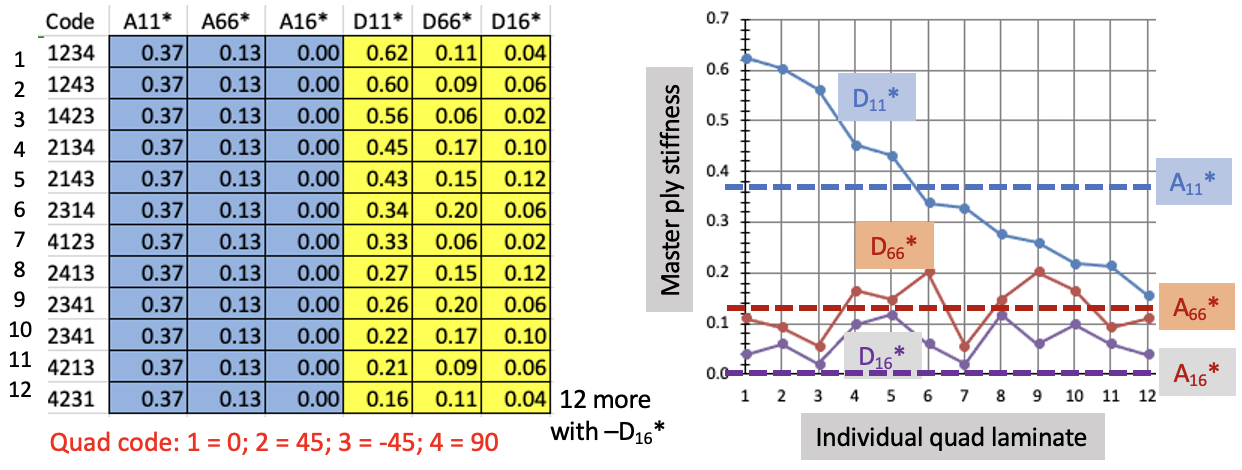 Code A11* A66* A16* D11* D66* D16*
1 1234 0.37 0.13 0.00 0.62 0.11 0.04
2 1243 0.37 0.13 0.00 0.60 0.09 0.06
3 1423 0.37 0.13 0.00 0.56 0.06 0.02
4 2134 0.37 0.13 0.00 0.45 0.17 0.10
5 2143 0.37 0.13 0.00 0.43 0.15 0.12
6 2314 0.37 0.13 0.00 0.34 0.20 0.06
7 4123 0.37 0.13 0.00 0.33 0.06 0.02
8 2413 0.37 0.13 0.00 0.27 0.15 0.12
9 2341 0.37 0.13 0.00 0.26 0.20 0.06
10 2341 0.37 0.13 0.00 0.22 0.17 0.10
11 4213 0.37 0.13 0.00 0.21 0.09 0.06
12 4231 0.37 0.13 0.00 0.16 0.11 0.04
12 more
with –D16*
Quad code: 1 = 0; 2 = 45; 3 = -45; 4 = 90
Master ply stiffness
0.7
0.6
0.5
0.4
0.3
0.2
0.1
0.0
D11*
A11*
D66*
A66*
D16*
A16*
1 2 3 4 5 6 7 8 9 10 11 12
Individual quad laminate